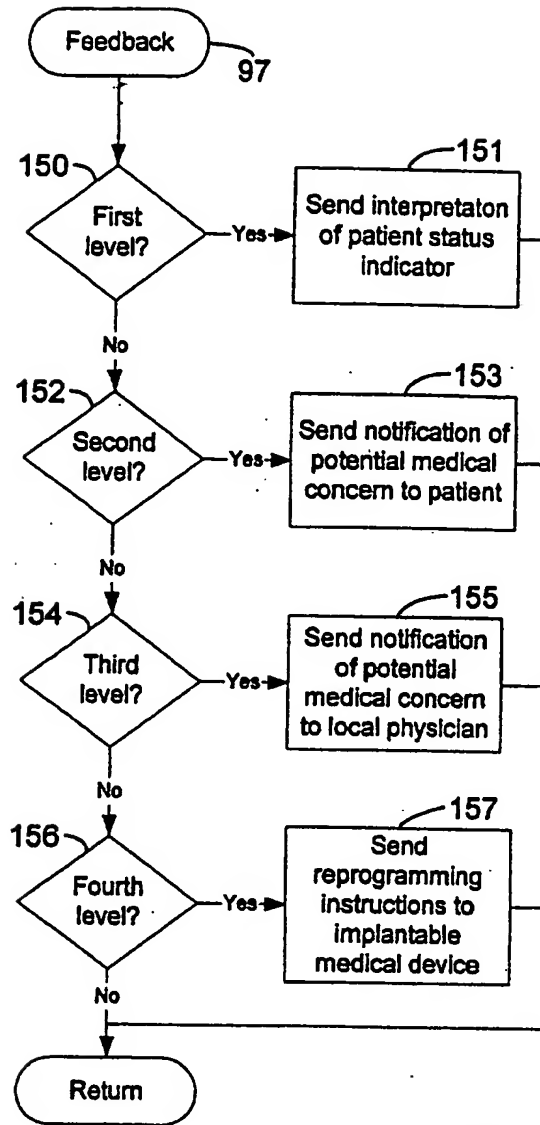 Feedback
97
150
151
First
level?
Yes
Send interpretaton
of patient status
indicator
No
152
153
Second
level?
Yes
Send notification of
potential medical
concern to patient
No
154
155
Third
level?
Yes
Send notification
of potential
medical concern
to local physician
No
156
157
Fourth
level?
Yes
Send
reprogramming
instructions to
implantable
medical device
No
Return